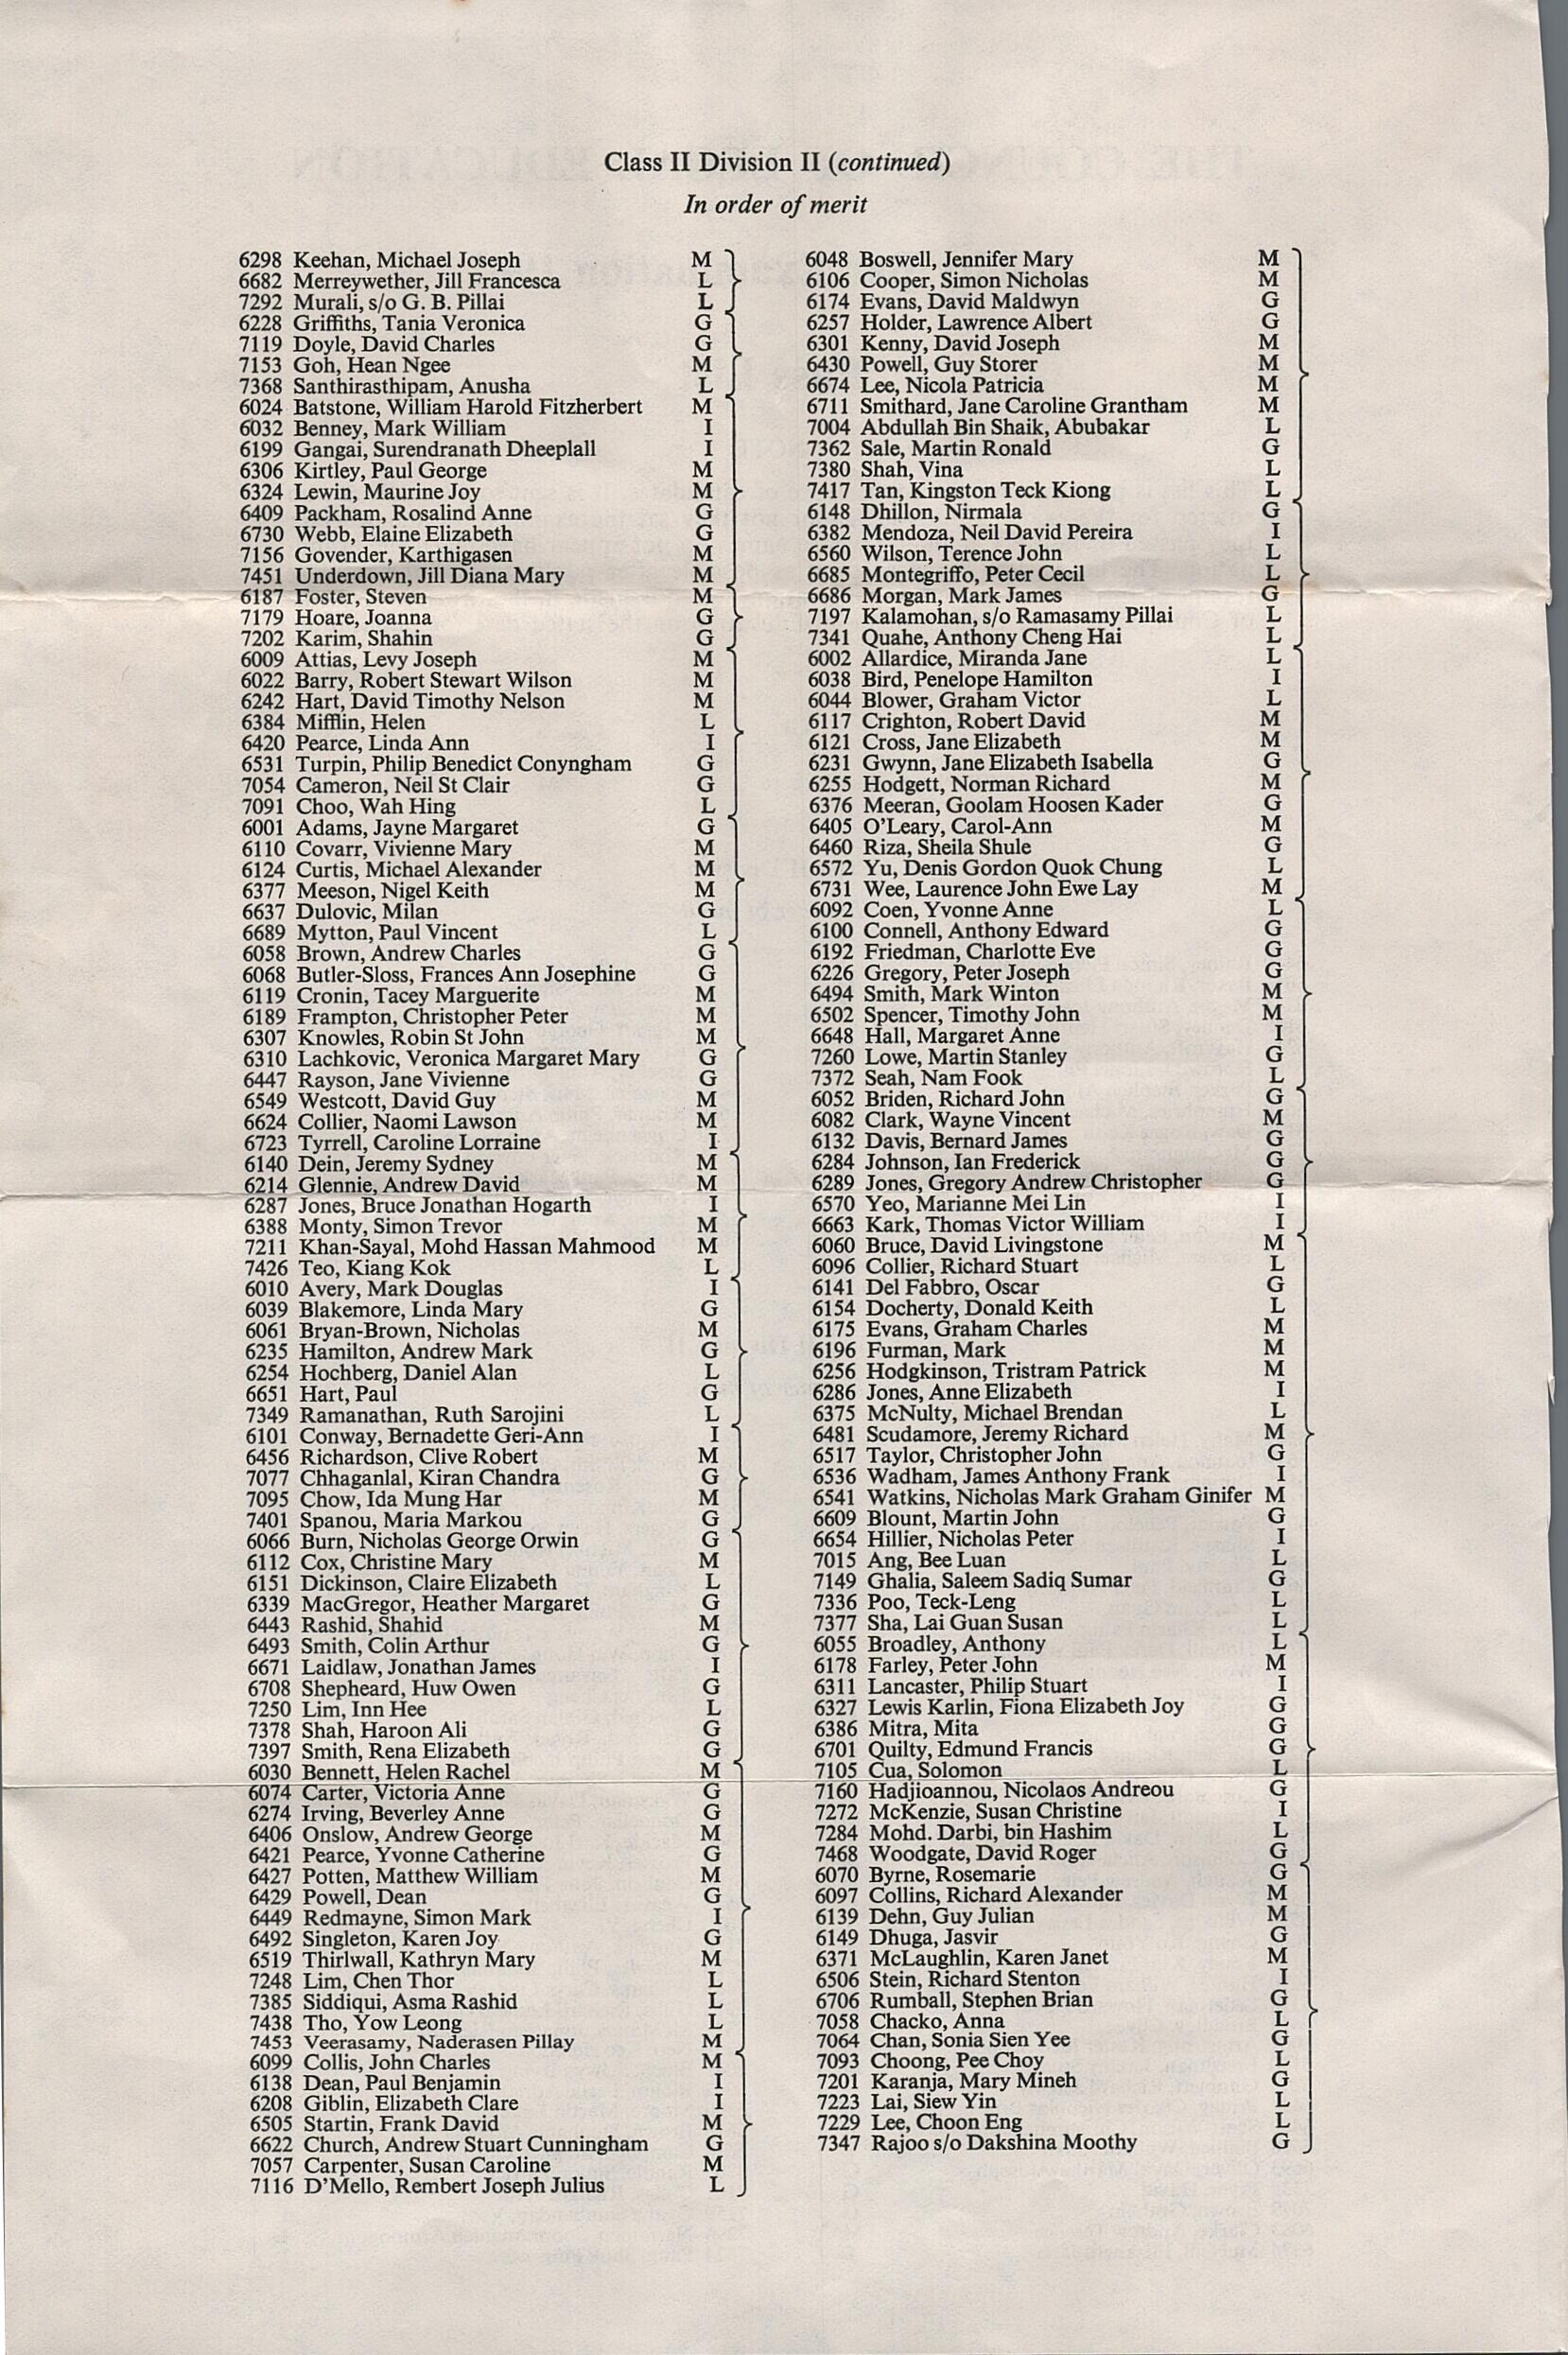 Class II Division II (continued)
In order of merit
6298 Keehan, Michael Joseph M
6682 Merreywether, Jill Francesca L
7292 Murali, s/o G. B. Pillai L
6228 Griffiths, Tania Veronica G
7119 Doyle, David Charles G
7153 Goh, Hean Ngee M
7368 Santhirasthipam, Anusha L
6024 Batstone, William Harold Fitzherbert M
6032 Benney, Mark William I
6199 Gangai, Surendranath Dheeplall I
6306 Kirtley, Paul George M
6324 Lewin, Maurine Joy M
6409 Packham, Rosalind Anne G
6730 Webb, Elaine Elizabeth G
7156 Govender, Karthigasen M
7451 Underdown, Jill Diana Mary M
6187 Foster, Steven M
7179 Hoare, Joanna G
7202 Karim, Shahin G
6009 Attias, Levy Joseph M
6022 Barry, Robert Stewart Wilson M
6242 Hart, David Timothy Nelson M
6384 Mifflin, Helen L
6420 Pearce, Linda Ann I
6531 Turpin, Philip Benedict Conyngham G
7054 Cameron, Neil St Clair G
7091 Choo, Wah Hing L
6001 Adams, Jayne Margaret G
6110 Covarr, Vivienne Mary M
6124 Curtis, Michael Alexander M
6377 Meeson, Nigel Keith M
6637 Dulovic, Milan G
6689 Mytton, Paul Vincent L
6058 Brown, Andrew Charles G
6068 Butler-Sloss, Frances Ann Josephine G
6119 Cronin, Tacey Marguerite M
6189 Frampton, Christopher Peter M
6307 Knowles, Robin St John M
6310 Lachkovic, Veronica Margaret Mary G
6447 Rayson, Jane Vivienne G
6549 Westcott, David Guy M
6624 Collier, Naomi Lawson M
6723 Tyrrell, Caroline Lorraine I
6140 Dein, Jeremy Sydney M
6214 Glennie, Andrew David M
6287 Jones, Bruce Jonathan Hogarth I
6388 Monty, Simon Trevor M
7211 Khan-Sayal, Mohd Hassan Mahmood M
7426 Teo, Kiang Kok L
6010 Avery, Mark Douglas I
6039 Blakemore, Linda Mary G
6061 Bryan-Brown, Nicholas M
6235 Hamilton, Andrew Mark G
6254 Hochberg, Daniel Alan L
6651 Hart, Paul G
7349 Ramanathan, Ruth Sarojini L
6101 Conway, Bernadette Geri-Ann I
6456 Richardson, Clive Robert M
7077 Chhaganlal, Kiran Chandra G
7095 Chow, Ida Mung Har M
7401 Spanou, Maria Markou G
6066 Burn, Nicholas George Orwin G
6112 Cox, Christine Mary M
6151 Dickinson, Claire Elizabeth L
6339 MacGregor, Heather Margaret G
6443 Rashid, Shahid M
6493 Smith, Colin Arthur G
6671 Laidlaw, Jonathan James I
6708 Shepheard, Huw Owen G
7250 Lim, Inn Hee L
7378 Shah, Haroon Ali G
7397 Smith, Rena Elizabeth G
6030 Bennett, Helen Rachel M
6074 Carter, Victoria Anne G
6274 Irving, Beverley Anne G
6406 Onslow, Andrew George M
6421 Pearce, Yvonne Catherine G
6427 Potten, Matthew William M
6429 Powell, Dean G
6449 Redmayne, Simon Mark I
6492 Singleton, Karen Joy G
6519 Thirlwall, Kathryn Mary M
7248 Lim, Chen Thor L
7385 Siddiqui, Asma Rashid L
7438 Tho, Yow Leong L
7453 Veerasamy, Naderasen Pillay M
6099 Collis, John Charles M
6138 Dean, Paul Benjamin I
6208 Giblin, Elizabeth Clare I
6505 Startin, Frank David M
6622 Church, Andrew Stuart Cunningham G
7057 Carpenter, Susan Caroline M
7116 D'Mello, Rembert Joseph Julius L
6048 Boswell, Jennifer Mary M
6106 Cooper, Simon Nicholas M
6174 Evans, David Maldwyn G
6257 Holder, Lawrence Albert G
6301 Kenny, David Joseph M
6430 Powell, Guy Storer M
6674 Lee, Nicola Patricia M
6711 Smithard, Jane Caroline Grantham M
7004 Abdullah Bin Shaik, Abubakar L
7362 Sale, Martin Ronald G
7380 Shah, Vina L
7417 Tan, Kingston Teck Kiong L
6148 Dhillon, Nirmala G
6382 Mendoza, Neil David Pereira I
6560 Wilson, Terence John L
6685 Montegriffo, Peter Cecil L
6686 Morgan, Mark James G
7197 Kalamohan, s/o Ramasamy Pillai L
7341 Quahe, Anthony Cheng Hai L
6002 Allardice, Miranda Jane L
6038 Bird, Penelope Hamilton I
6044 Blower, Graham Victor L
6117 Crighton, Robert David M
6121 Cross, Jane Elizabeth M
6231 Gwynn, Jane Elizabeth Isabella G
6255 Hodgett, Norman Richard M
6376 Meeran, Goolam Hoosen Kader G
6405 O'Leary, Carol-Ann M
6460 Riza, Sheila Shule G
6572 Yu, Denis Gordon Quok Chung L
6731 Wee, Laurence John Ewe Lay M
6092 Coen, Yvonne Anne L
6100 Connell, Anthony Edward G
6192 Friedman, Charlotte Eve G
6226 Gregory, Peter Joseph G
6494 Smith, Mark Winton M
6502 Spencer, Timothy John M
6648 Hall, Margaret Anne I
7260 Lowe, Martin Stanley G
7372 Seah, Nam Fook L
6052 Briden, Richard John G
6082 Clark, Wayne Vincent M
6132 Davis, Bernard James G
6284 Johnson, Ian Frederick G
6289 Jones, Gregory Andrew Christopher G
6570 Yeo, Marianne Mei Lin I
6663 Kark, Thomas Victor William I
6060 Bruce, David Livingstone M
6096 Collier, Richard Stuart L
6141 Del Fabbro, Oscar G
6154 Docherty, Donald Keith L
6175 Evans, Graham Charles M
6196 Furman, Mark M
6256 Hodgkinson, Tristram Patrick M
6286 Jones, Anne Elizabeth I
6375 McNulty, Michael Brendan L
6481 Scudamore, Jeremy Richard M
6517 Taylor, Christopher John G
6536 Wadham, James Anthony Frank I
6541 Watkins, Nicholas Mark Graham Ginifer M
6609 Blount, Martin John G
6654 Hillier, Nicholas Peter I
7015 Ang, Bee Luan L
7149 Ghalia, Saleem Sadiq Sumar G
7336 Poo, Teck-Leng L
7377 Sha, Lai Guan Susan L
6055 Broadley, Anthony L
6178 Farley, Peter John M
6311 Lancaster, Philip Stuart I
6327 Lewis Karlin, Fiona Elizabeth Joy G
6386 Mitra, Mita G
6701 Quilty, Edmund Francis G
7105 Cua, Solomon L
7160 Hadjioannou, Nicolaos Andreou G
7272 McKenzie, Susan Christine I
7284 Mohd. Darbi, bin Hashim L
7468 Woodgate, David Roger G
6070 Byrne, Rosemarie G
6097 Collins, Richard Alexander M
6139 Dehn, Guy Julian M
6149 Dhuga, Jasvir G
6371 McLaughlin, Karen Janet M
6506 Stein, Richard Stenton I
6706 Rumball, Stephen Brian G
7058 Chacko, Anna L
7064 Chan, Sonia Sien Yee G
7093 Choong, Pee Choy L
7201 Karanja, Mary Mineh G
7223 Lai, Siew Yin L
7229 Lee, Choon Eng L
7347 Rajoo s/o Dakshina Moothy G